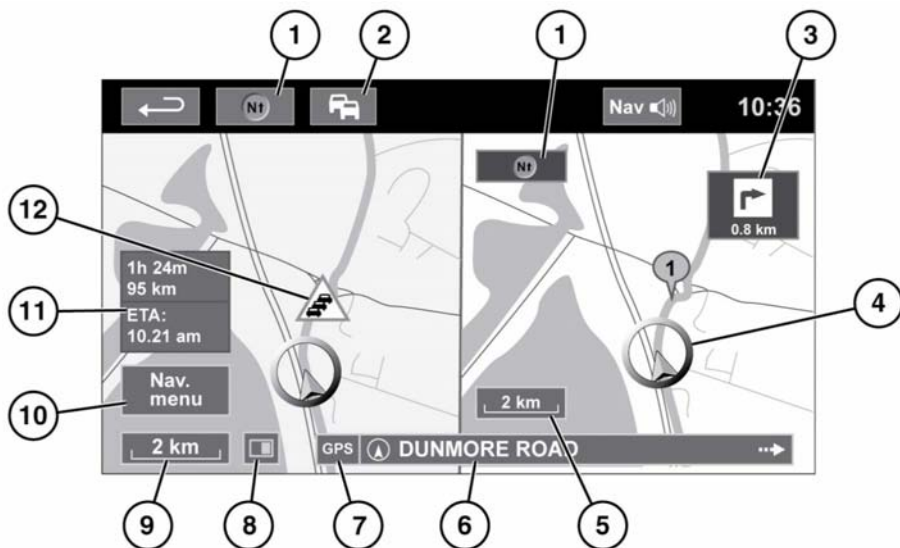 1
2
1
3
Nt
Nav
10:36
Nt
0.8 km
12
1
1h 24m
95 km
11
ETA:
10.21 am
4
Nav.
menu
10
2 km
2 km
GPS
DUNMORE ROAD
9
8
7
6
5